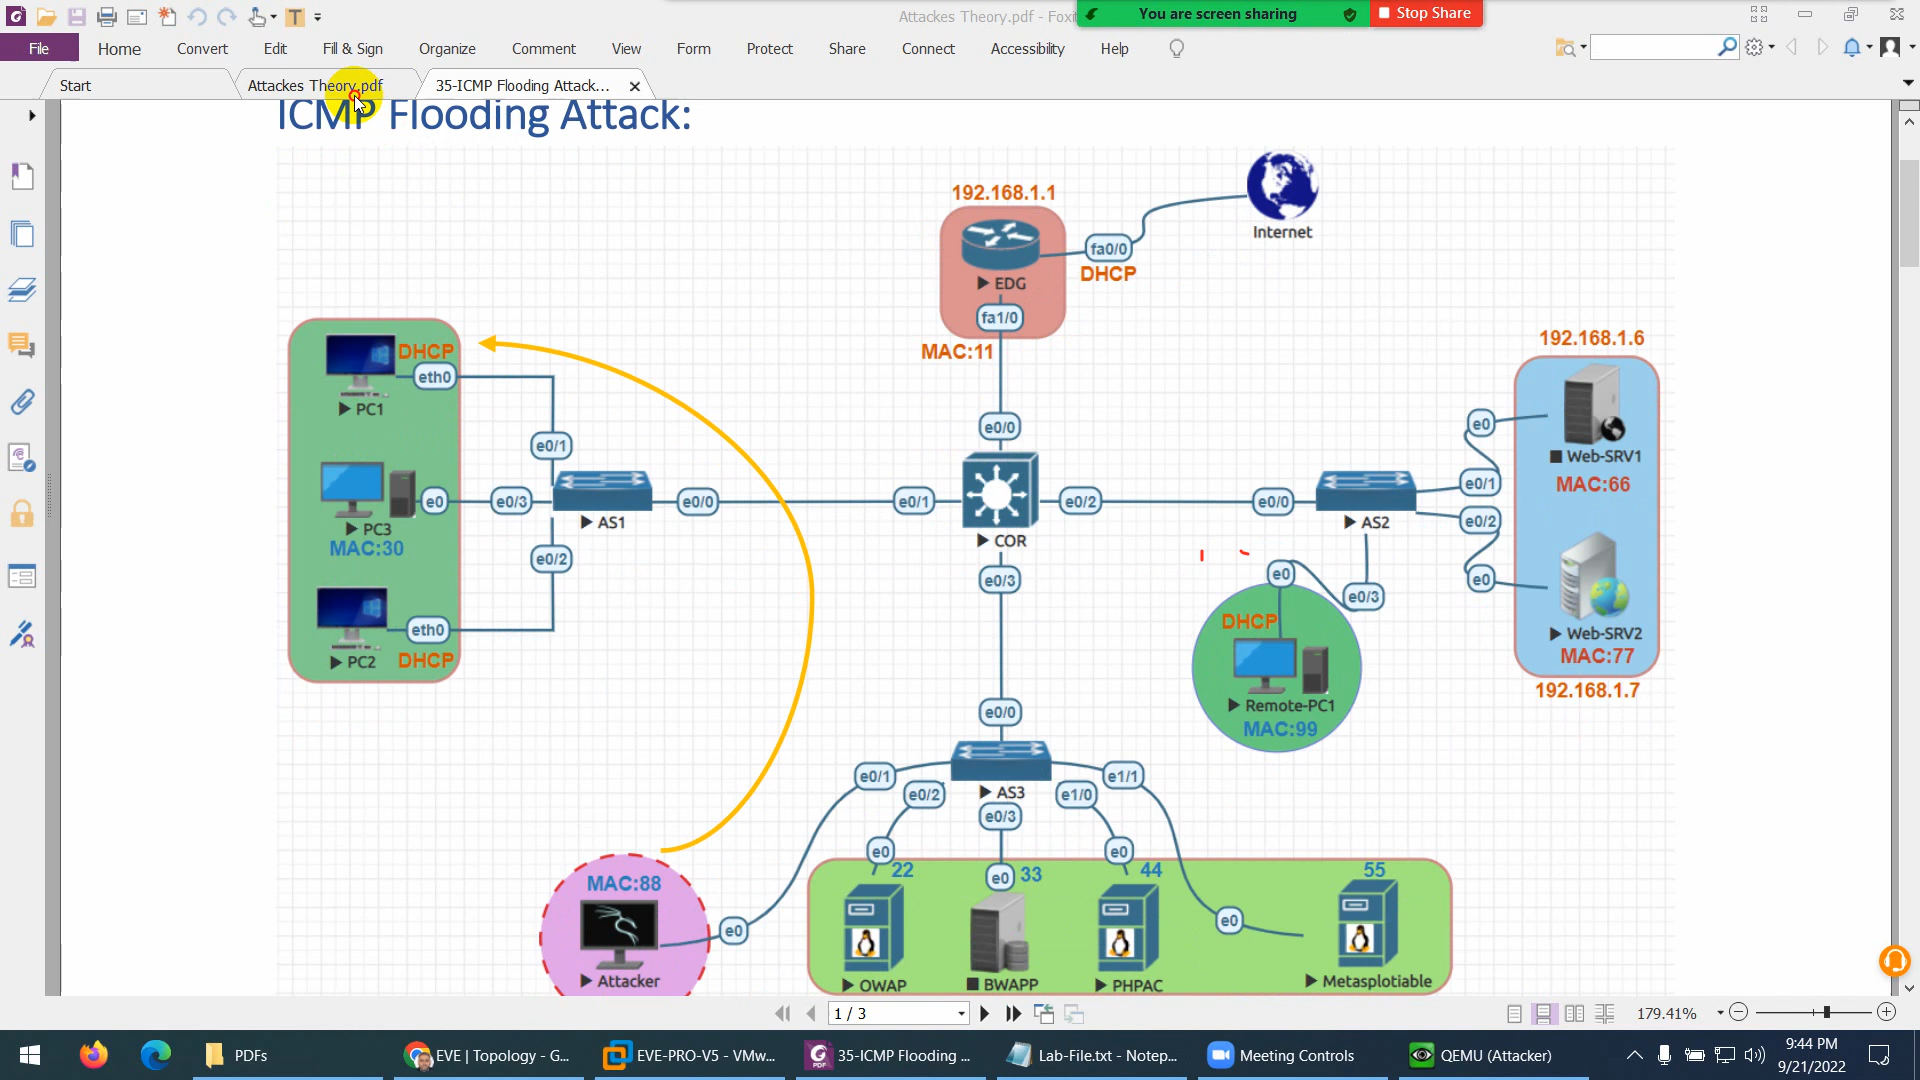 Attackes Theory.pdf - Foxi
You are screen sharing
Stop Share
File
Home
Convert
Edit
Fill & Sign
Organize
Comment
View
Form
Protect
Share
Connect
Accessibility
Help
Start
Attackes Theory.pdf
35-ICMP Flooding Attack...
ICMP Flooding Attack:
192.168.1.1
Internet
fa0/0
DHCP
EDG
fa1/0
MAC:11
192.168.1.6
DHCP
eth0
PC1
e0/1
e0/0
e0
Web-SRV1
MAC:66
e0/1
PC3
MAC:30
e0
e0/3
AS1
e0/0
e0/1
COR
e0/2
e0/0
AS2
e0/2
e0/2
e0/3
e0
e0/3
e0
eth0
PC2
DHCP
DHCP
Remote-PC1
MAC:99
Web-SRV2
MAC:77
192.168.1.7
e0/0
e0/1
e0/2
AS3
e0/3
e1/0
e1/1
e0
22
e0
33
e0
44
55
MAC:88
e0
e0
Attacker
OWAP
BWAPP
PHPAC
Metasplotiable
1 / 3
179.41%
PDFs
EVE | Topology - G...
EVE-PRO-V5 - VMw...
35-ICMP Flooding ...
PDF
Lab-File.txt - Notep...
Meeting Controls
QEMU (Attacker)
9:44 PM
9/21/2022